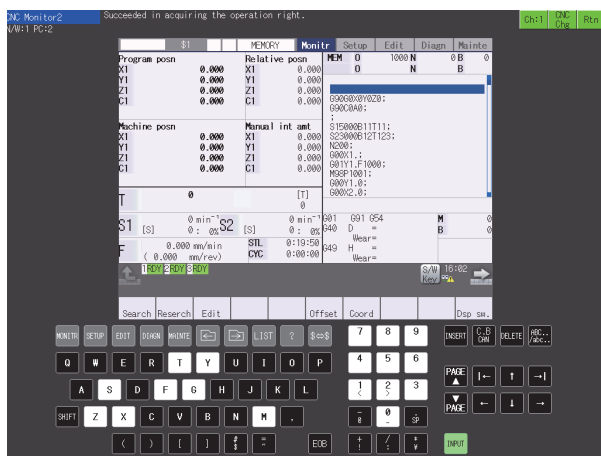 CNC Monitor2 Succeeded in acquiring the operation right. Ch:1 CNC Chg Rtn
N/W:1 PC:2
$1 MEMORY Monitr Setup Edit Diagn Mainte
Program posn Relative posn MEM O 1000 N 0 B 0
X1 0.000 X1 0.000 O N B
Y1 0.000 Y1 0.000
Z1 0.000 Z1 0.000
C1 0.000 C1 0.000
G90G0X0Y0Z0;
G90C0A0;
;
Machine posn Manual int amt S15000B11T11;
X1 0.000 X1 0.000 S23000B12T123;
Y1 0.000 Y1 0.000 N200;
Z1 0.000 Z1 0.000 G00X1.;
C1 0.000 C1 0.000 G01Y1.F1000;
M98P1001;
G00Y1.0;
G00X2.0;
T 0 [T] 0
S1 [S] 0 min-1 0: 0% S2 [S] 0 min-1 0: 0% G01 G91 G54 M 0
G40 D = B 0
Wear=
F 0.000 mm/min STL 0:19:50 G49 H =
( 0.000 mm/rev) CYC 0:00:00 Wear=
1RDY 2RDY 3RDY S/W Key 16:02
Search Reserch Edit Offset Coord Dsp sw.
MONITR SETUP EDIT DIAGN MAINTE ← → LIST ? $⇔$ 7 8 9 INSERT C.B CAN DELETE ABC.. /abc..
Q W E R T Y U I O P 4 5 6
A S D F G H J K L 1 < 2 > 3 PAGE ▲ |← ↑ →|
SHIFT Z X C V B N M . 0 PAGE ▼ ← ↓ →
SP
( ) [ ] # $ = EOB + ! / : * ¥ INPUT